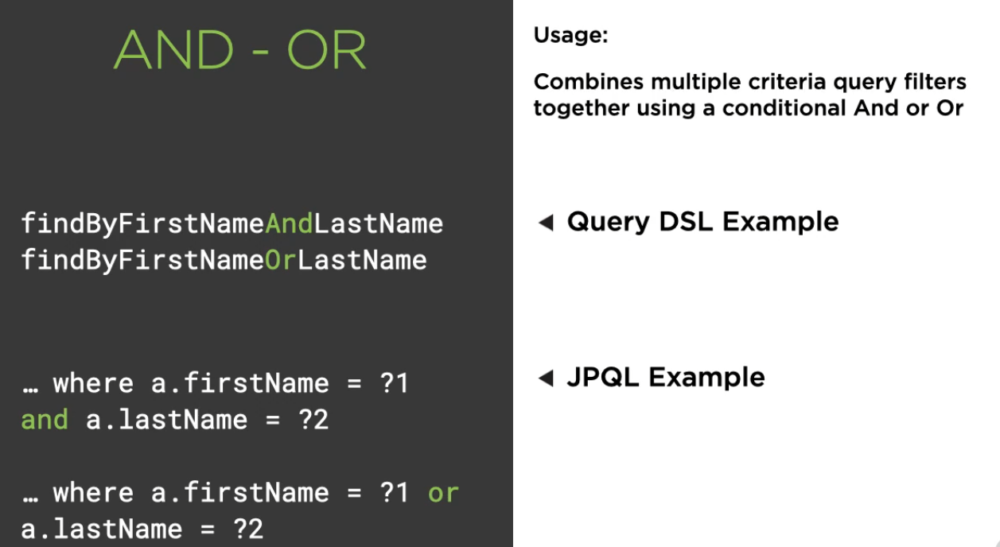 AND - OR
Usage:
Combines multiple criteria query filters
together using a conditional And or Or
findByFirstNameAndLastName
findByFirstNameOrLastName
Query DSL Example
… where a.firstName = ?1
and a.lastName = ?2
JPQL Example
… where a.firstName = ?1 or
a.lastName = ?2